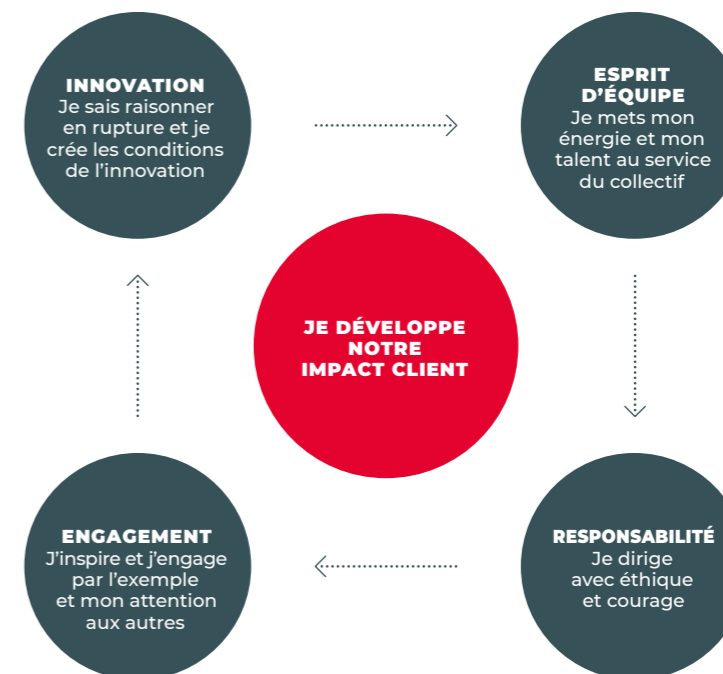 INNOVATION
Je sais raisonner
en rupture et je
crée les conditions
de l'innovation
ESPRIT
D'ÉQUIPE
Je mets mon
énergie et mon
talent au service
du collectif
JE DÉVELOPPE
NOTRE
IMPACT CLIENT
ENGAGEMENT
J'inspire et j'engage
par l'exemple
et mon attention
aux autres
RESPONSABILITÉ
Je dirige
avec éthique
et courage